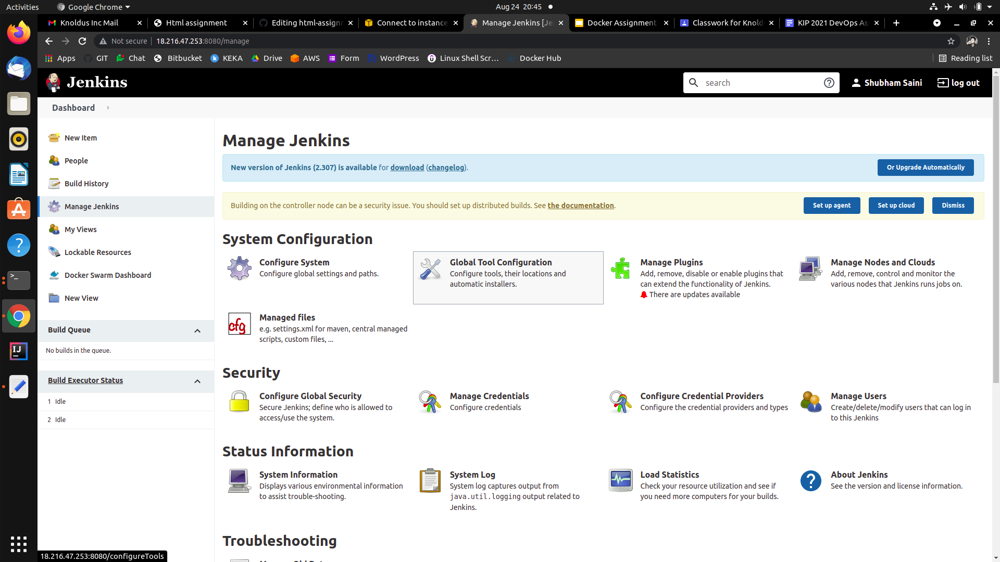 Activities
Google Chrome
Aug 24 20:45
Knoldus Inc Mail
Html assignment
Editing html-assign
Connect to instance
Manage Jenkins [Je
Docker Assignment
Classwork for Knold
KIP 2021 DevOps As
Not secure
18.216.47.253:8080/manage
Apps
GIT
Chat
Bitbucket
KEKA
Drive
AWS
Form
WordPress
Linux Shell Scr...
Docker Hub
Reading list
Jenkins
search
Shubham Saini
log out
Dashboard
New Item
People
Build History
Manage Jenkins
My Views
Lockable Resources
Docker Swarm Dashboard
docker
New View
Build Queue
No builds in the queue.
Build Executor Status
1 Idle
2 Idle
Manage Jenkins
New version of Jenkins (2.307) is available for download (changelog).
Or Upgrade Automatically
Building on the controller node can be a security issue. You should set up distributed builds. See the documentation.
Set up agent
Set up cloud
Dismiss
System Configuration
Configure System
Configure global settings and paths.
Global Tool Configuration
Configure tools, their locations and
automatic installers.
Manage Plugins
Add, remove, disable or enable plugins that
can extend the functionality of Jenkins.
There are updates available
Manage Nodes and Clouds
Add, remove, control and monitor the
various nodes that Jenkins runs jobs on.
cfg
Managed files
e.g. settings.xml for maven, central managed
scripts, custom files, ...
Security
Configure Global Security
Secure Jenkins; define who is allowed to
access/use the system.
Manage Credentials
Configure credentials
Configure Credential Providers
Configure the credential providers and types
Manage Users
Create/delete/modify users that can log in
to this Jenkins
Status Information
System Information
Displays various environmental information
to assist trouble-shooting.
System Log
System log captures output from
java.util.logging output related to
Jenkins.
Load Statistics
Check your resource utilization and see if
you need more computers for your builds.
About Jenkins
See the version and license information.
Troubleshooting
18.216.47.253:8080/configureTools